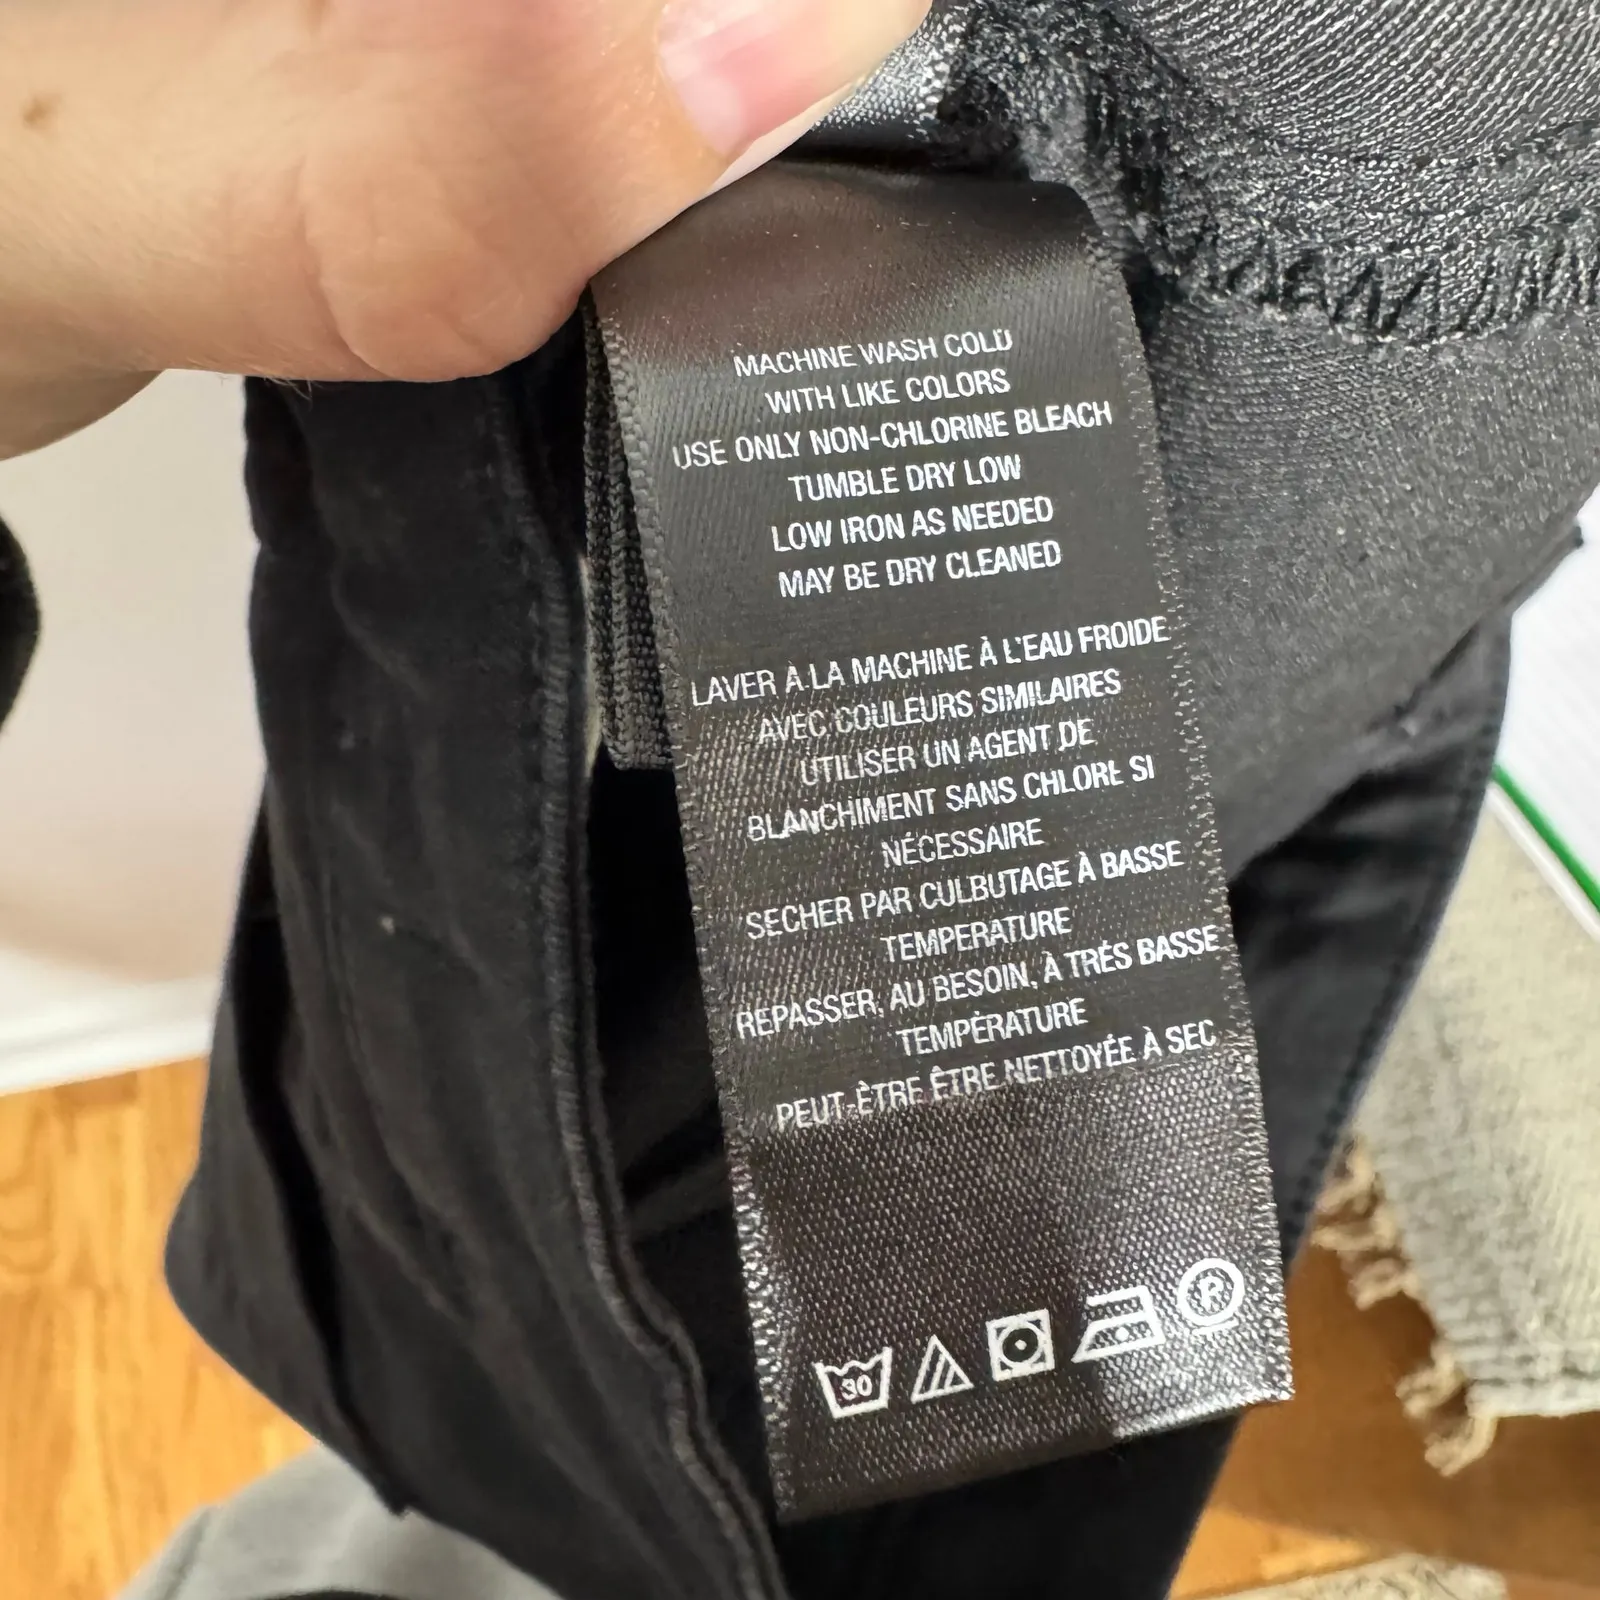 MACHINE WASH COLD
WITH LIKE COLORS
USE ONLY NON-CHLORINE BLEACH
TUMBLE DRY LOW
LOW IRON AS NEEDED
MAY BE DRY CLEANED
LAVER À LA MACHINE À L'EAU FROIDE
AVEC COULEURS SIMILAIRES
UTILISER UN AGENT DE
BLANCHIMENT SANS CHLORE SI
NÉCESSAIRE
SECHER PAR CULBUTAGE À BASSE
TEMPERATURE
REPASSER, AU BESOIN, À TRÉS BASSE
TEMPÉRATURE
PEUT-ÊTRE ÊTRE NETTOYÉE À SEC
30
P